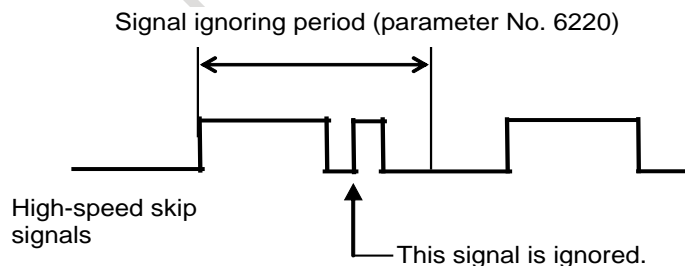 Signal ignoring period (parameter No. 6220)
High-speed skip
signals
This signal is ignored.